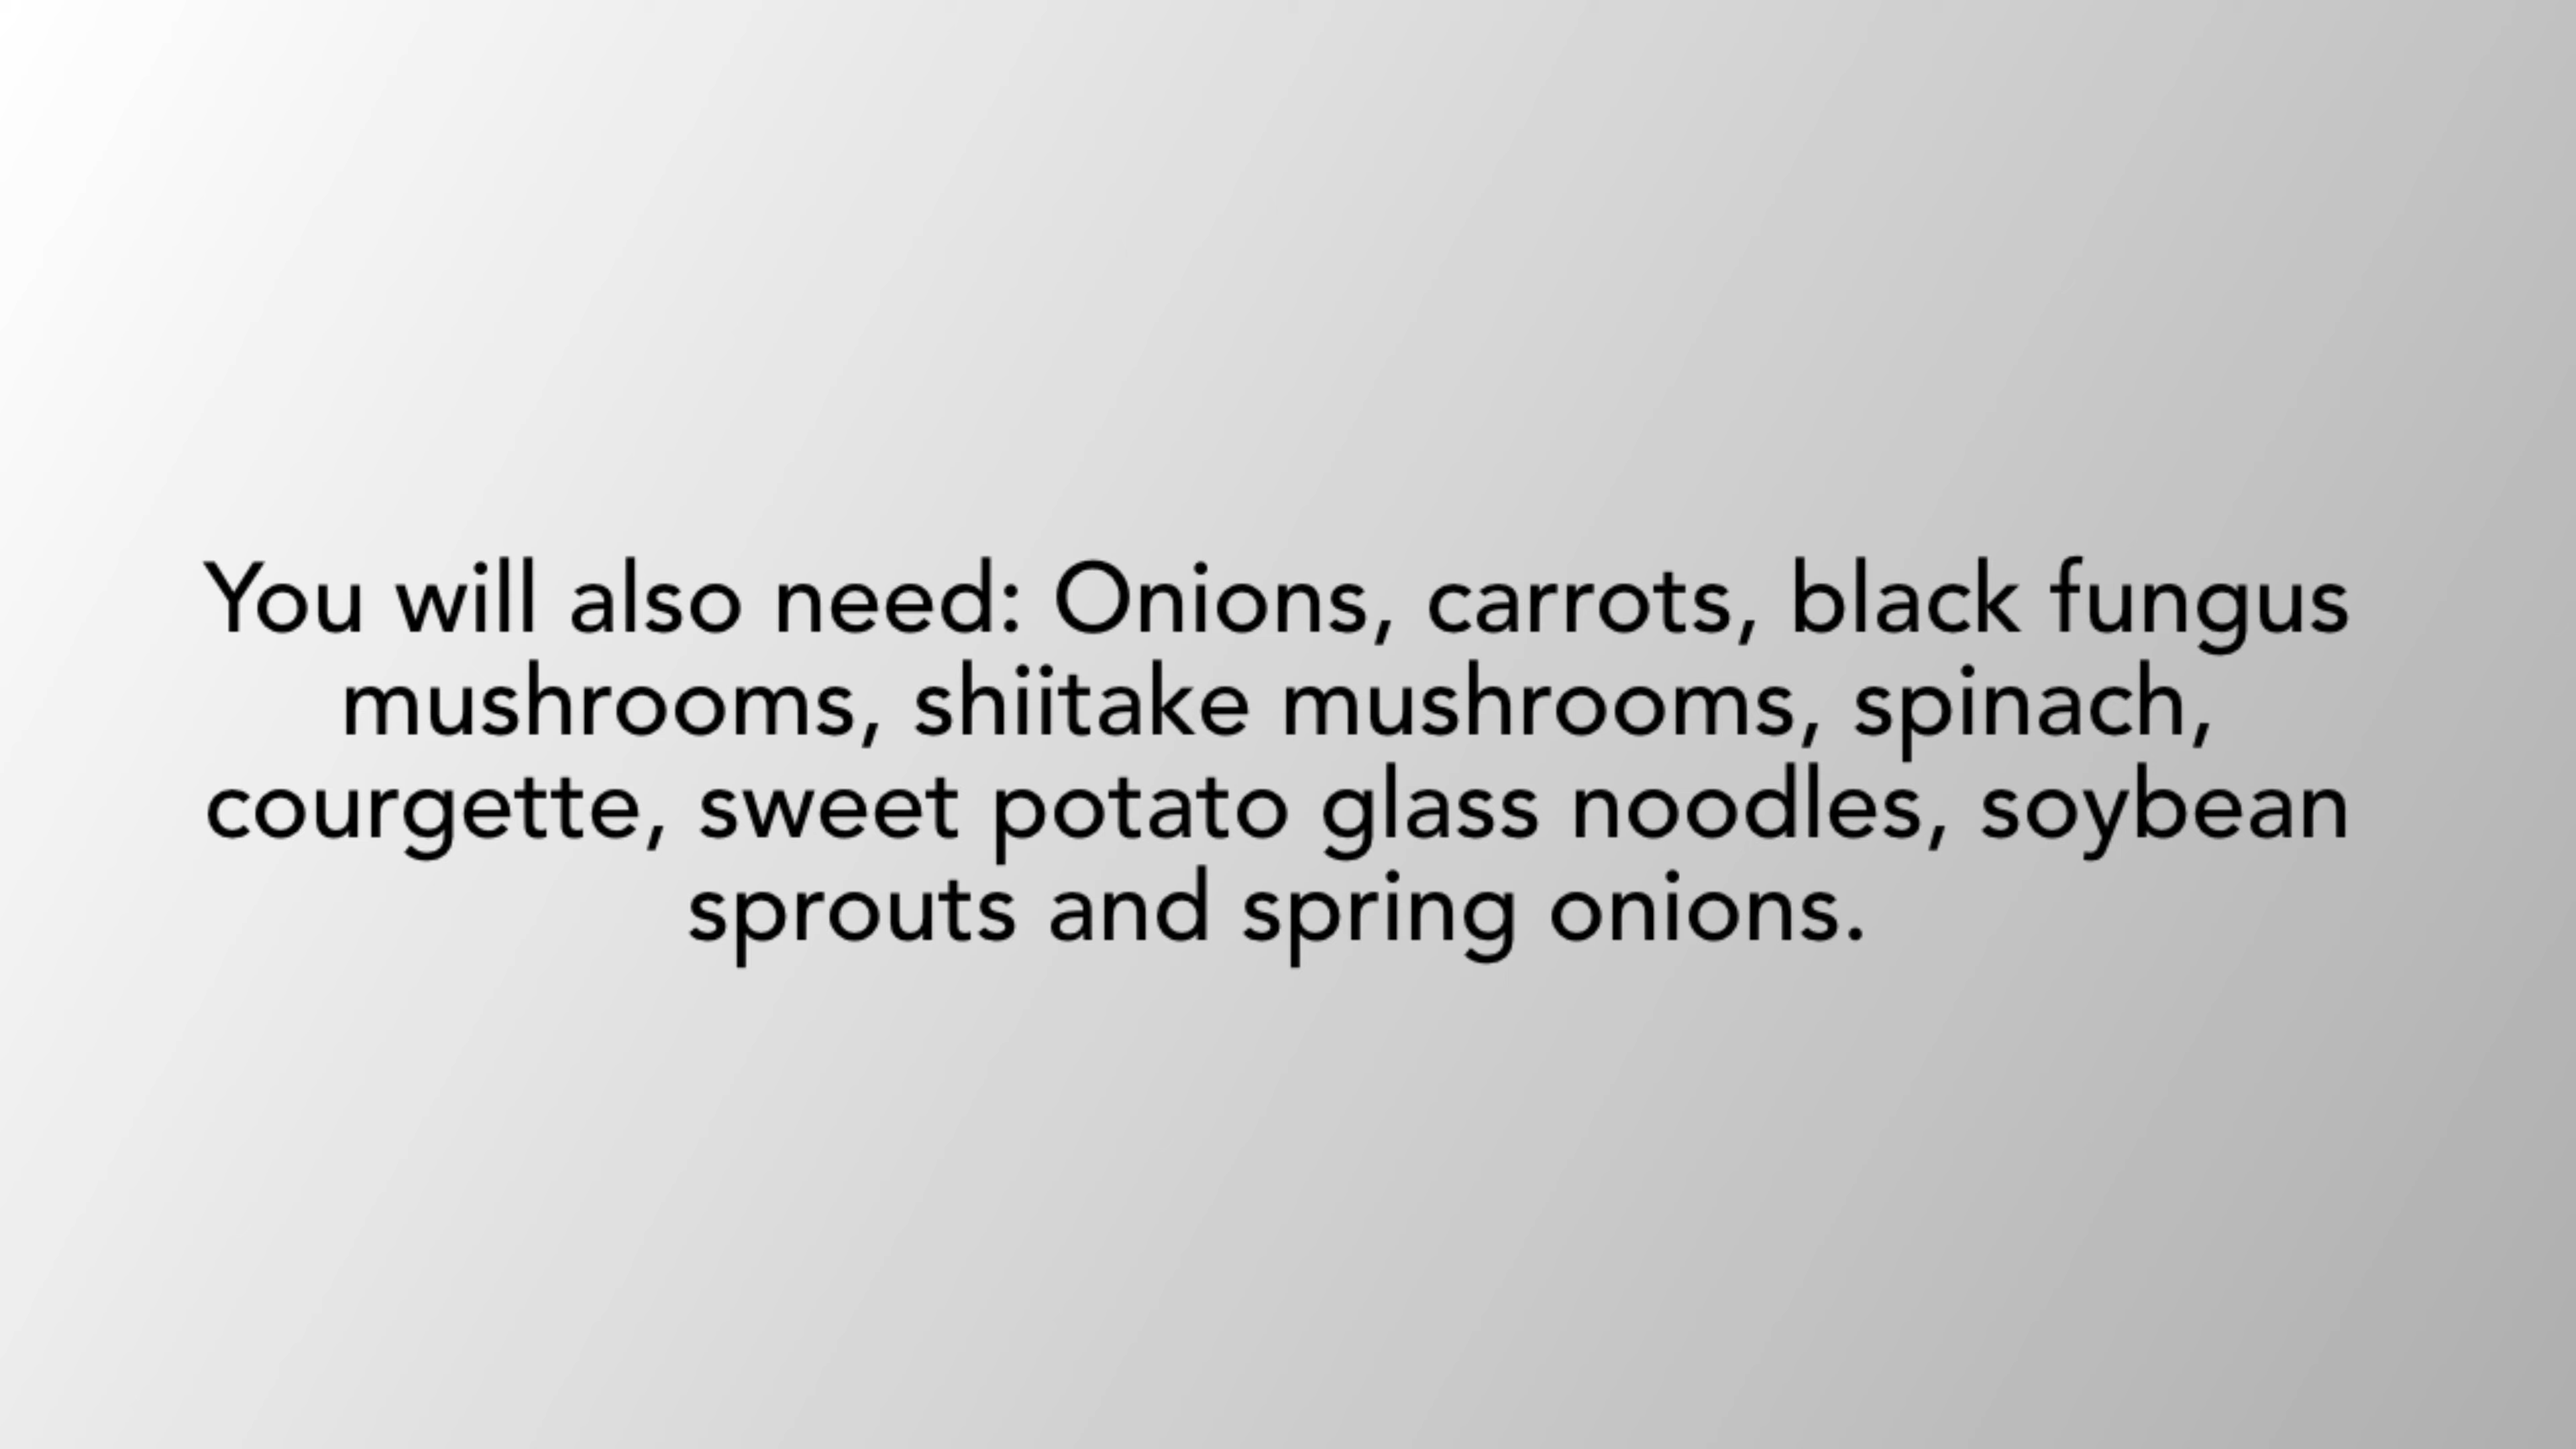 You will also need: Onions, carrots, black fungus
mushrooms, shiitake mushrooms, spinach,
courgette, sweet potato glass noodles, soybean
sprouts and spring onions.